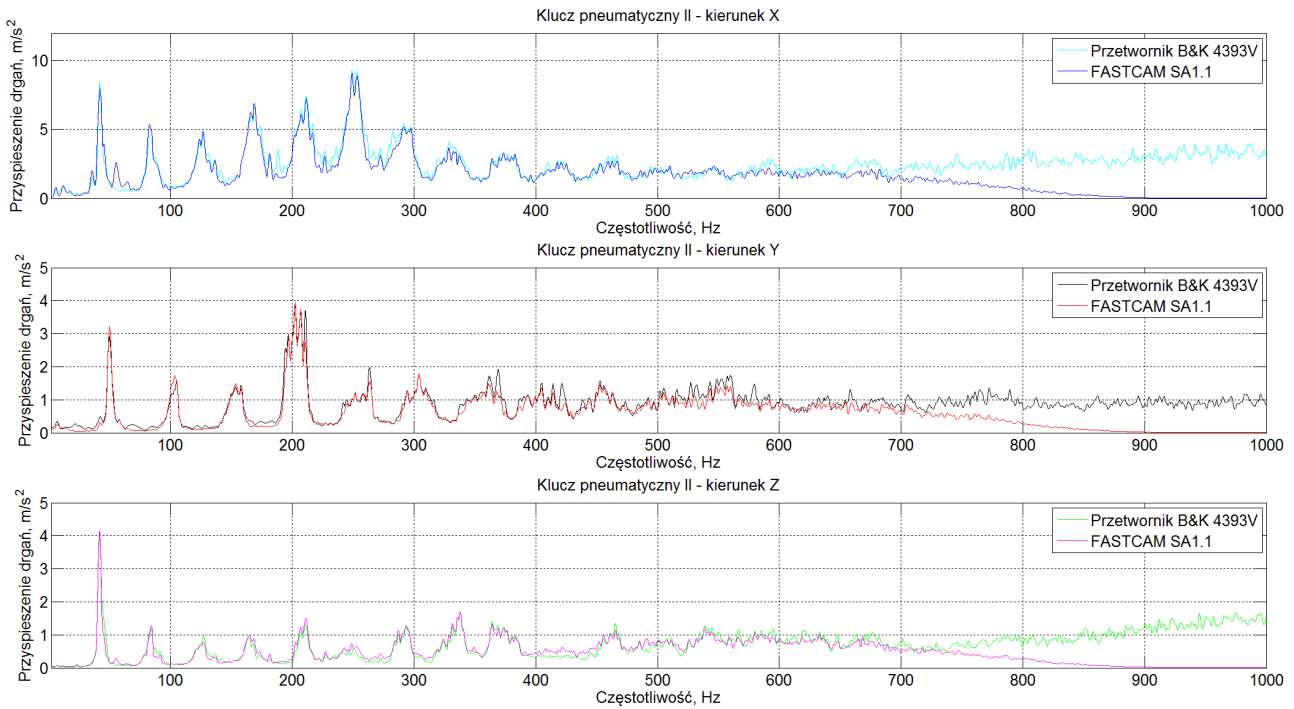 Klucz pneumatyczny II - kierunek X
Przyspieszenie drgań, m/s²
10
5
0
Przetwornik B&K 4393V
FASTCAM SA1.1
100 200 300 400 500 600 700 800 900 1000
Częstotliwość, Hz
Klucz pneumatyczny II - kierunek Y
Przyspieszenie drgań, m/s²
5
4
3
2
1
0
Przetwornik B&K 4393V
FASTCAM SA1.1
100 200 300 400 500 600 700 800 900 1000
Częstotliwość, Hz
Klucz pneumatyczny II - kierunek Z
Przyspieszenie drgań, m/s²
5
4
3
2
1
0
Przetwornik B&K 4393V
FASTCAM SA1.1
100 200 300 400 500 600 700 800 900 1000
Częstotliwość, Hz